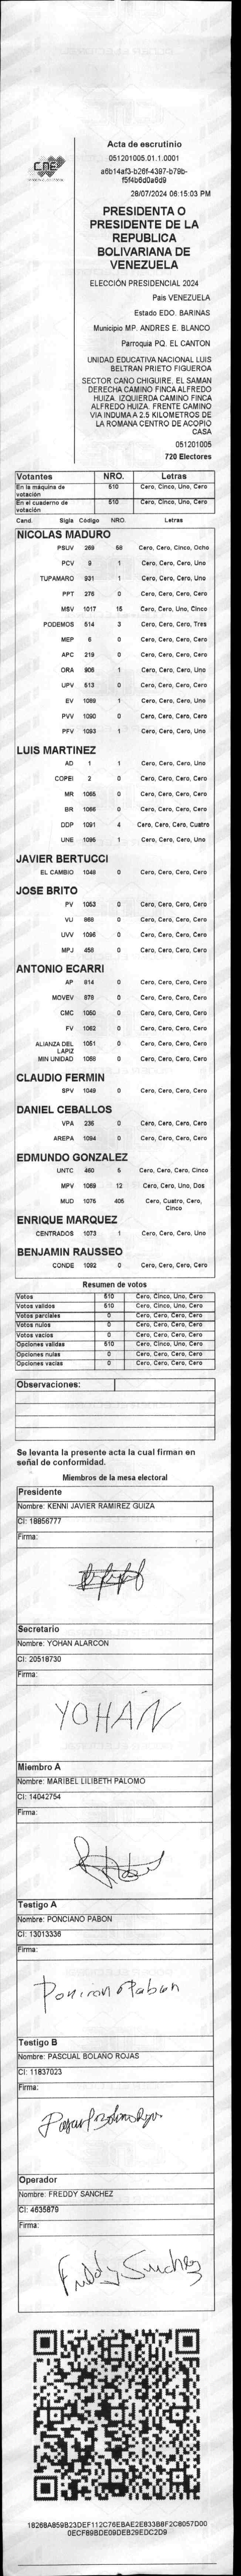 CNE
Acta de escrutinio
051201005.01.1.0001
a6b14af3-b26f-4397-b79b-
f5f4b6d0a6d9
28/07/2024 06:15:03 PM
PRESIDENTA O
PRESIDENTE DE LA
REPUBLICA
BOLIVARIANA DE
VENEZUELA
ELECCIÓN PRESIDENCIAL 2024
Pais VENEZUELA
Estado EDO. BARINAS
Municipio MP. ANDRES E. BLANCO
Parroquia PQ. EL CANTON
UNIDAD EDUCATIVA NACIONAL LUIS
BELTRAN PRIETO FIGUEROA
SECTOR CANO CHIGUIRE. EL SAMAN
DERECHA CAMINO FINCA ALFREDO
HUIZA. IZQUIERDA CAMINO FINCA
ALFREDO HUIZA. FRENTE CAMINO
VIA INDUMA A 2.5 KILOMETROS DE
LA ROMANA CENTRO DE ACOPIO
CASA
051201005
720 Electores
Votantes NRO. Letras
En la máquina de votación 510 Cero, Cinco, Uno, Cero
En el cuaderno de votación 510 Cero, Cinco, Uno, Cero
Cand. Sigla Código NRO. Letras
NICOLAS MADURO
PSUV 269 58 Cero, Cero, Cinco, Ocho
PCV 9 1 Cero, Cero, Cero, Uno
TUPAMARO 931 1 Cero, Cero, Cero, Uno
PPT 276 0 Cero, Cero, Cero, Cero
MSV 1017 15 Cero, Cero, Uno, Cinco
PODEMOS 514 3 Cero, Cero, Cero, Tres
MEP 6 0 Cero, Cero, Cero, Cero
APC 219 0 Cero, Cero, Cero, Cero
ORA 906 1 Cero, Cero, Cero, Uno
UPV 513 0 Cero, Cero, Cero, Cero
EV 1089 1 Cero, Cero, Cero, Uno
PVV 1090 0 Cero, Cero, Cero, Cero
PFV 1093 1 Cero, Cero, Cero, Uno
LUIS MARTINEZ
AD 1 1 Cero, Cero, Cero, Uno
COPEI 2 0 Cero, Cero, Cero, Cero
MR 1065 0 Cero, Cero, Cero, Cero
BR 1066 0 Cero, Cero, Cero, Cero
DDP 1091 4 Cero, Cero, Cero, Cuatro
UNE 1095 1 Cero, Cero, Cero, Uno
JAVIER BERTUCCI
EL CAMBIO 1048 0 Cero, Cero, Cero, Cero
JOSE BRITO
PV 1053 0 Cero, Cero, Cero, Cero
VU 868 0 Cero, Cero, Cero, Cero
UVV 1096 0 Cero, Cero, Cero, Cero
MPJ 458 0 Cero, Cero, Cero, Cero
ANTONIO ECARRI
AP 814 0 Cero, Cero, Cero, Cero
MOVEV 878 0 Cero, Cero, Cero, Cero
CMC 1050 0 Cero, Cero, Cero, Cero
FV 1062 0 Cero, Cero, Cero, Cero
ALIANZA DEL LAPIZ 1051 0 Cero, Cero, Cero, Cero
MIN UNIDAD 1088 0 Cero, Cero, Cero, Cero
CLAUDIO FERMIN
SPV 1049 0 Cero, Cero, Cero, Cero
DANIEL CEBALLOS
VPA 236 0 Cero, Cero, Cero, Cero
AREPA 1094 0 Cero, Cero, Cero, Cero
EDMUNDO GONZALEZ
UNTC 460 5 Cero, Cero, Cero, Cinco
MPV 1069 12 Cero, Cero, Uno, Dos
MUD 1075 405 Cero, Cuatro, Cero,
Cinco
ENRIQUE MARQUEZ
CENTRADOS 1073 1 Cero, Cero, Cero, Uno
BENJAMIN RAUSSEO
CONDE 1092 0 Cero, Cero, Cero, Cero
Resumen de votos
Votos 510 Cero, Cinco, Uno, Cero
Votos validos 510 Cero, Cinco, Uno, Cero
Votos parciales 0 Cero, Cero, Cero, Cero
Votos nulos 0 Cero, Cero, Cero, Cero
Votos vacios 0 Cero, Cero, Cero, Cero
Opciones validas 510 Cero, Cinco, Uno, Cero
Opciones nulas 0 Cero, Cero, Cero, Cero
Opciones vacias 0 Cero, Cero, Cero, Cero
Observaciones:
Se levanta la presente acta la cual firman en
señal de conformidad.
Miembros de la mesa electoral
Presidente
Nombre: KENNI JAVIER RAMIREZ GUIZA
CI: 18856777
Firma:
Secretario
Nombre: YOHAN ALARCON
CI: 20518730
Firma:
YOHAN
Miembro A
Nombre: MARIBEL LILIBETH PALOMO
CI: 14042754
Firma:
Testigo A
Nombre: PONCIANO PABON
CI: 13013336
Firma:
Ponciano Pabon
Testigo B
Nombre: PASCUAL BOLANO ROJAS
CI: 11837023
Firma:
Operador
Nombre: FREDDY SANCHEZ
CI: 4635879
Firma:
Freddy Sanchez
18268A859B23DEF112C76EBAE2E833B8F2C8057D00
0ECF89BDE09DEB29EDC2D9